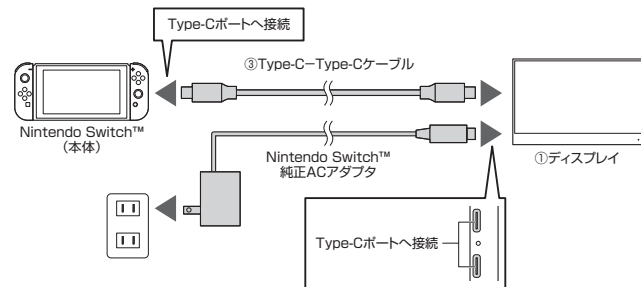 Type-Cポートへ接続
③Type-C−Type-Cケーブル
Nintendo Switch™
（本体）
Nintendo Switch™
純正ACアダプタ
①ディスプレイ
Type-Cポートへ接続